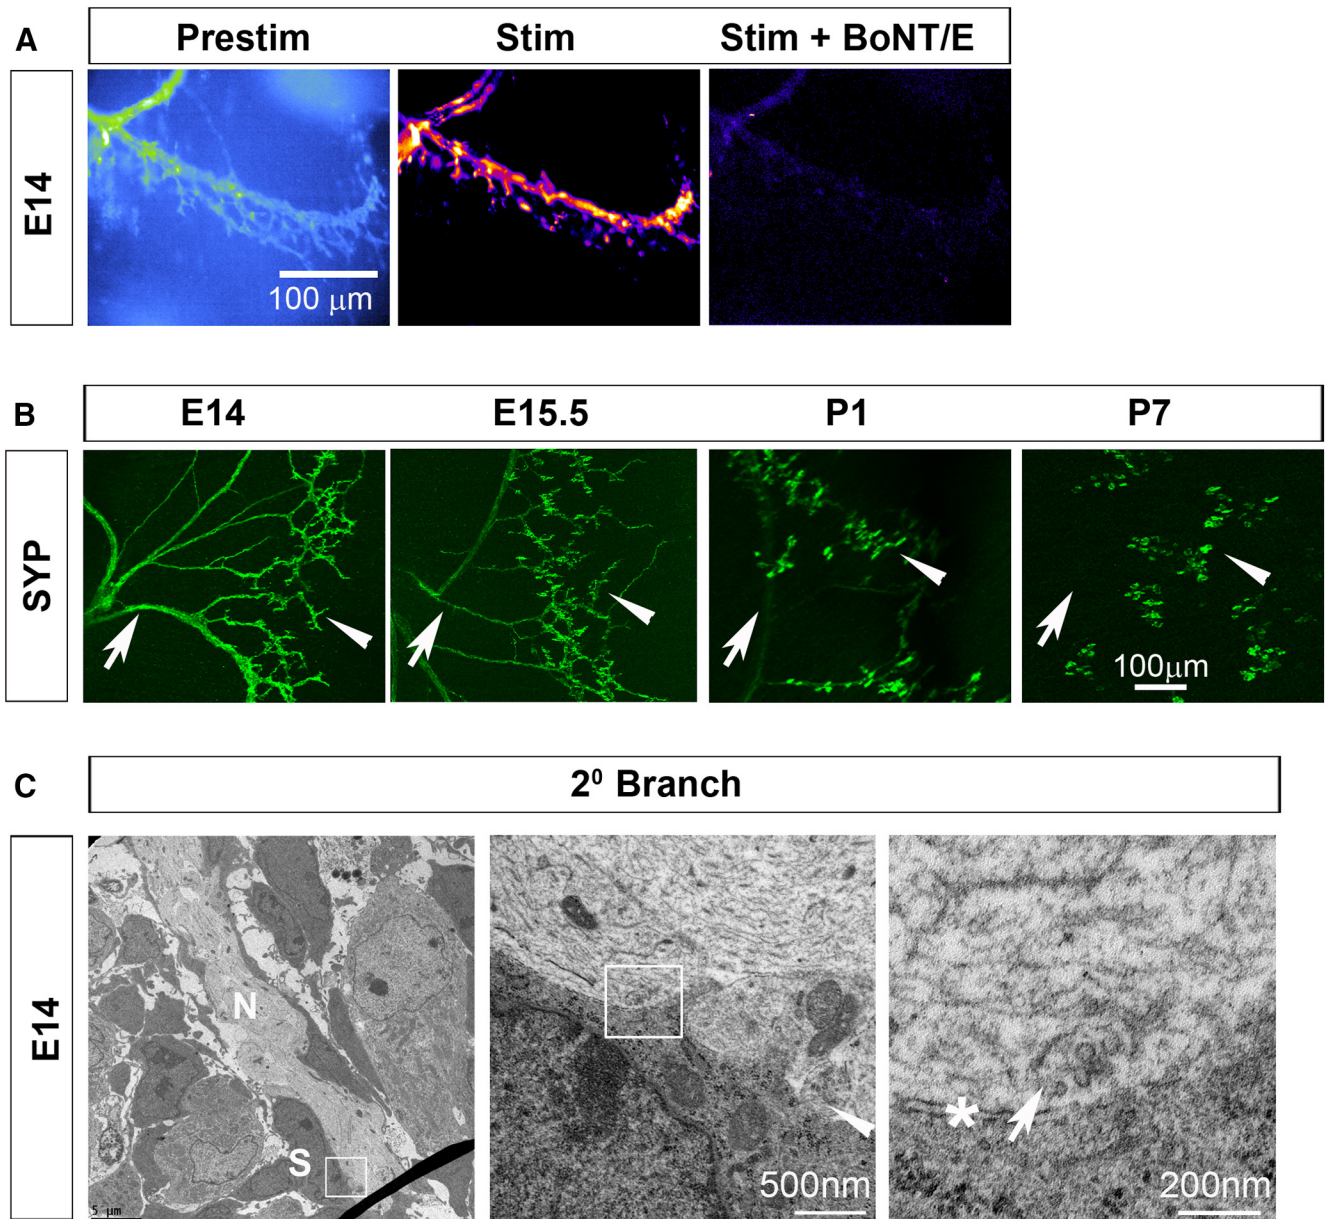 A
Prestim
Stim
Stim + BoNT/E
E14
100 μm
B
E14
E15.5
P1
P7
SYP
100μm
C
2⁰ Branch
E14
N
S
5 μm
500nm
*
200nm